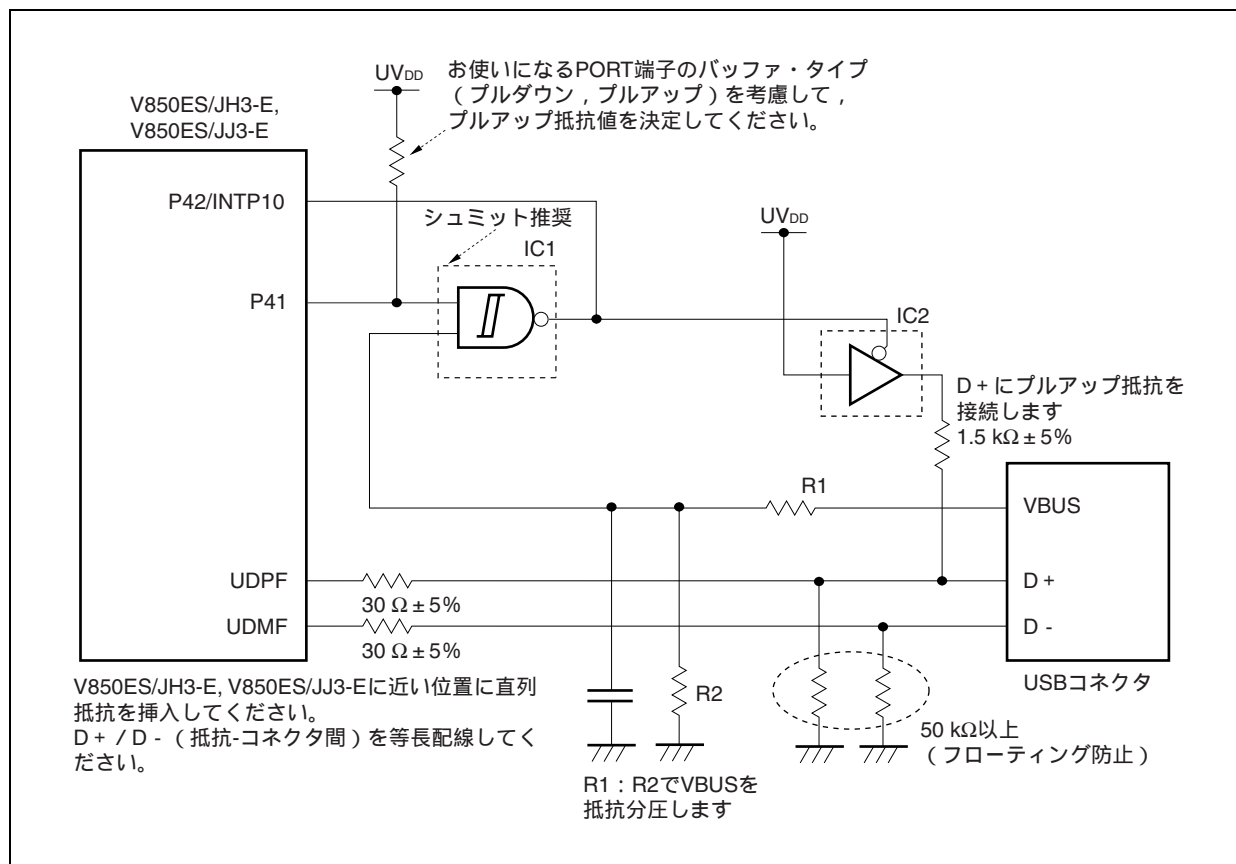 UVDD
お使いになるPORT端子のバッファ・タイプ
（プルダウン，プルアップ）を考慮して，
プルアップ抵抗値を決定してください。
V850ES/JH3-E,
V850ES/JJ3-E
P42/INTP10
シュミット推奨
IC1
UVDD
P41
IC2
D + にプルアップ抵抗を
接続します
1.5 kΩ ± 5%
R1
VBUS
UDPF
30 Ω ± 5%
D +
UDMF
30 Ω ± 5%
D -
USBコネクタ
V850ES/JH3-E, V850ES/JJ3-Eに近い位置に直列
抵抗を挿入してください。
D + / D - （抵抗-コネクタ間）を等長配線してく
ださい。
R2
50 kΩ以上
（フローティング防止）
R1 : R2でVBUSを
抵抗分圧します